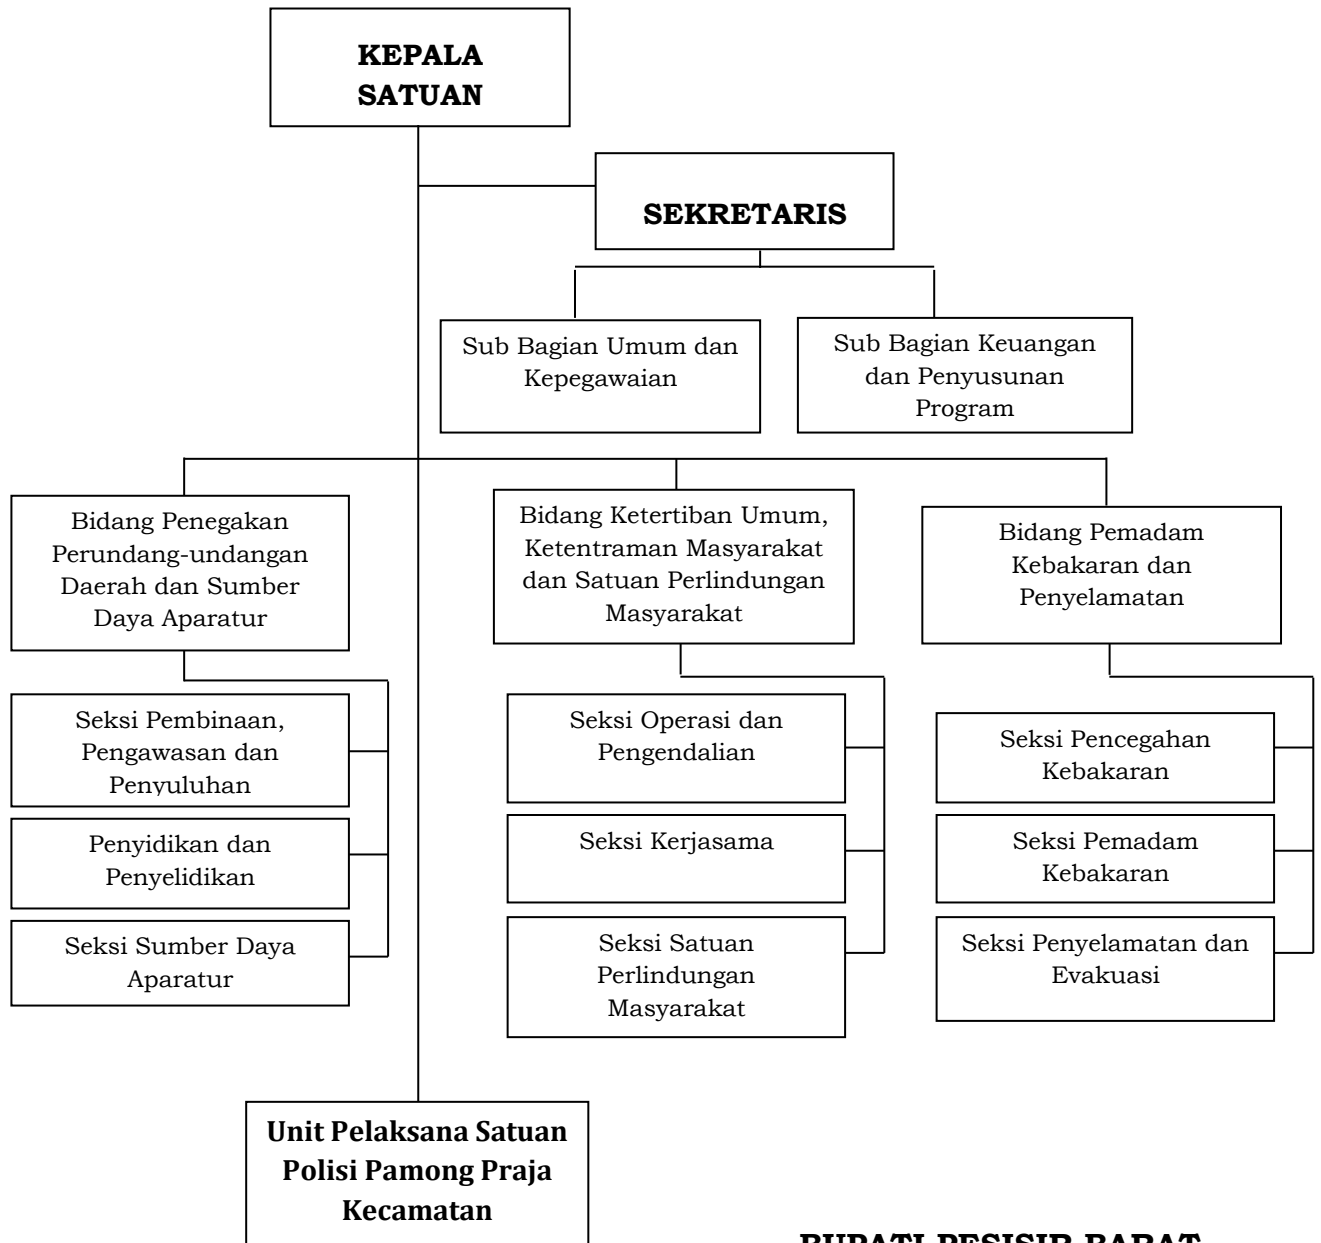 KEPALA
SATUAN
SEKRETARIS
Sub Bagian Umum dan
Kepegawaian
Sub Bagian Keuangan
dan Penyusunan
Program
Bidang Penegakan
Perundang-undangan
Daerah dan Sumber
Daya Aparatur
Bidang Ketertiban Umum,
Ketentraman Masyarakat
dan Satuan Perlindungan
Masyarakat
Bidang Pemadam
Kebakaran dan
Penyelamatan
Seksi Pembinaan,
Pengawasan dan
Penyuluhan
Seksi Operasi dan
Pengendalian
Seksi Pencegahan
Kebakaran
Penyidikan dan
Penyelidikan
Seksi Kerjasama
Seksi Pemadam
Kebakaran
Seksi Sumber Daya
Aparatur
Seksi Satuan
Perlindungan
Masyarakat
Seksi Penyelamatan dan
Evakuasi
Unit Pelaksana Satuan
Polisi Pamong Praja
Kecamatan
BUPATI PESISIR BARAT